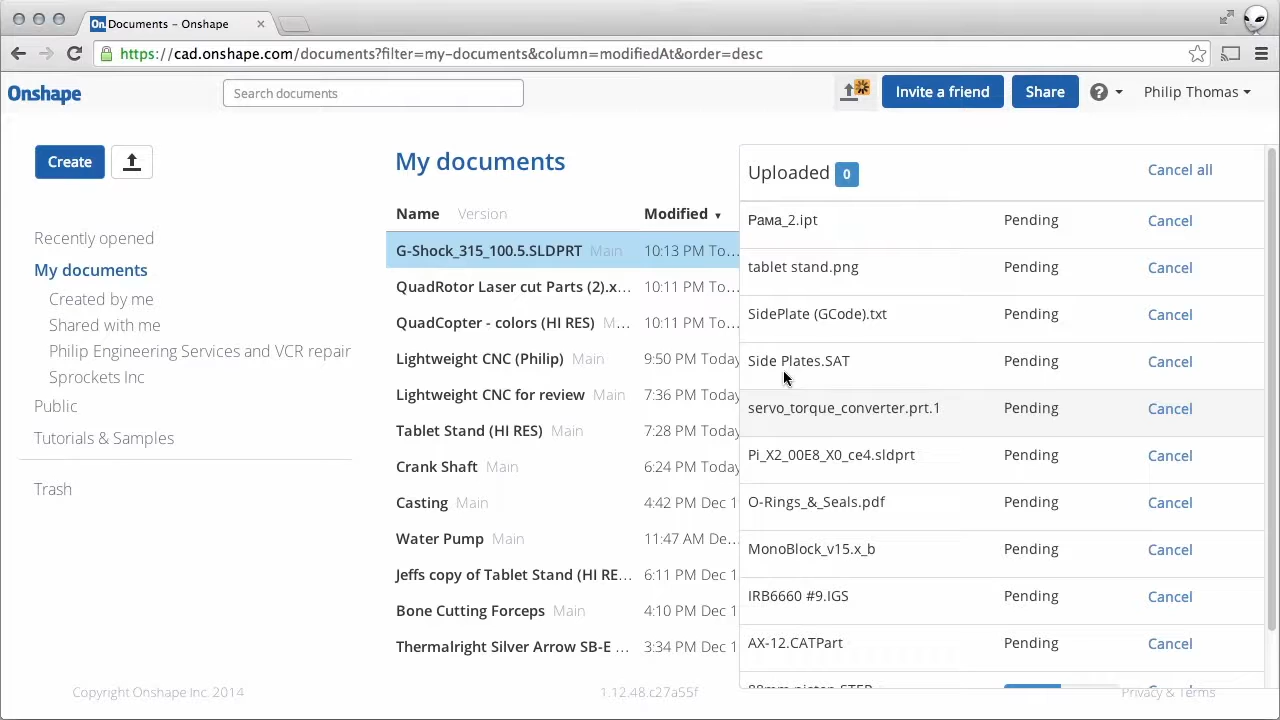 Documents – Onshape
https://cad.onshape.com/documents?filter=my-documents&column=modifiedAt&order=desc
Onshape
Search documents
Invite a friend
Share
Philip Thomas
Create
Recently opened
My documents
Created by me
Shared with me
Philip Engineering Services and VCR repair
Sprockets Inc
Public
Tutorials & Samples
Trash
My documents
Name Version Modified
G-Shock_315_100.5.SLDPRT Main 10:13 PM To...
QuadRotor Laser cut Parts (2).x... 10:11 PM To...
QuadCopter - colors (HI RES) M... 10:11 PM To...
Lightweight CNC (Philip) Main 9:50 PM Today
Lightweight CNC for review Main 7:36 PM Today
Tablet Stand (HI RES) Main 7:28 PM Today
Crank Shaft Main 6:24 PM Today
Casting Main 4:42 PM Dec 1
Water Pump Main 11:47 AM De...
Jeffs copy of Tablet Stand (HI RE... 6:11 PM Dec 1
Bone Cutting Forceps Main 4:10 PM Dec 1
Thermalright Silver Arrow SB-E ... 3:34 PM Dec 1
Uploaded 0 Cancel all
Рама_2.ipt Pending Cancel
tablet stand.png Pending Cancel
SidePlate (GCode).txt Pending Cancel
Side Plates.SAT Pending Cancel
servo_torque_converter.prt.1 Pending Cancel
Pi_X2_00E8_X0_ce4.sldprt Pending Cancel
O-Rings_&_Seals.pdf Pending Cancel
MonoBlock_v15.x_b Pending Cancel
IRB6660 #9.IGS Pending Cancel
AX-12.CATPart Pending Cancel
Copyright Onshape Inc. 2014
1.12.48.c27a55f
Privacy & Terms